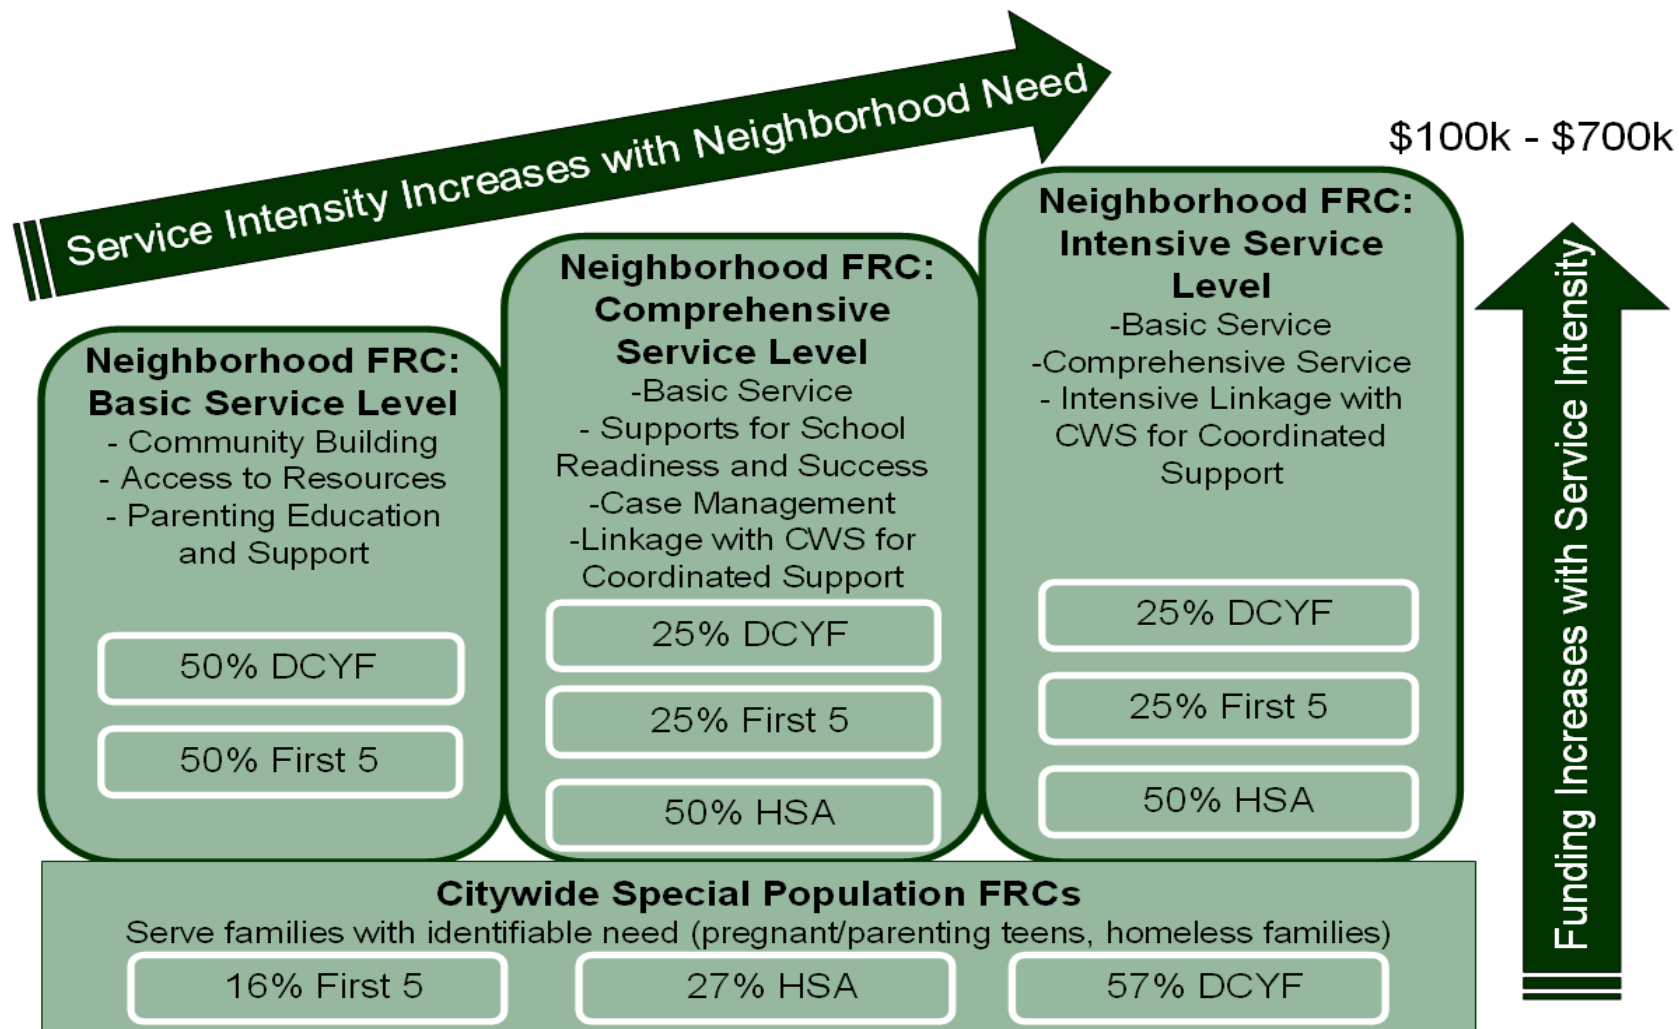 Service Intensity Increases with Neighborhood Need
$100k - $700k
Neighborhood FRC:
Basic Service Level
- Community Building
- Access to Resources
- Parenting Education
and Support
50% DCYF
50% First 5
Neighborhood FRC:
Comprehensive
Service Level
-Basic Service
- Supports for School
Readiness and Success
-Case Management
-Linkage with CWS for
Coordinated Support
25% DCYF
25% First 5
50% HSA
Neighborhood FRC:
Intensive Service
Level
-Basic Service
-Comprehensive Service
- Intensive Linkage with
CWS for Coordinated
Support
25% DCYF
25% First 5
50% HSA
Funding Increases with Service Intensity
Citywide Special Population FRCs
Serve families with identifiable need (pregnant/parenting teens, homeless families)
16% First 5
27% HSA
57% DCYF